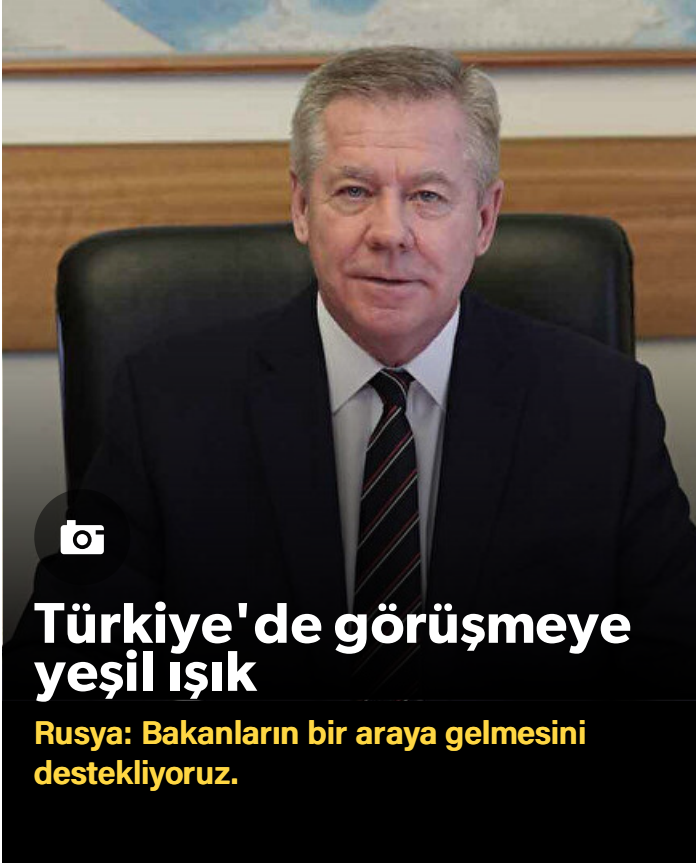 Türkiye'de görüşmeye
yeşil ışık
Rusya: Bakanların bir araya gelmesini
destekliyoruz.